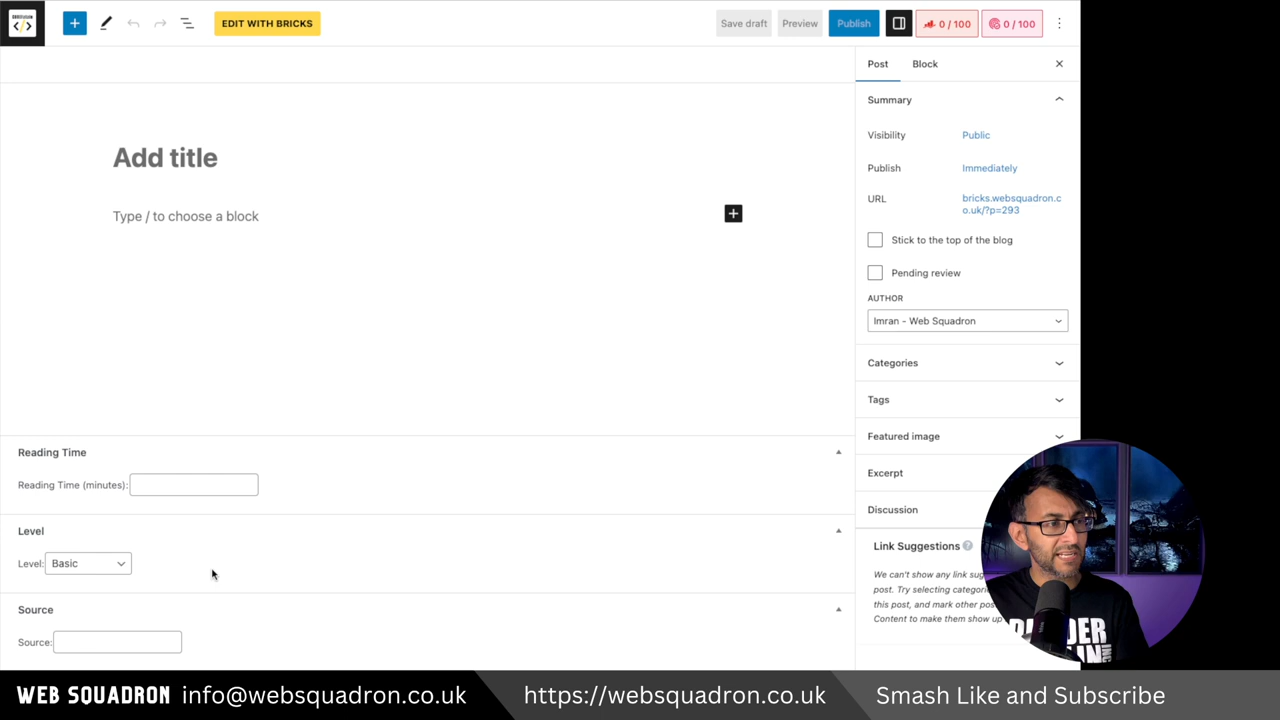 EDIT WITH BRICKS
Save draft
Preview
Publish
0 / 100
0 / 100
Post
Block
Summary
Visibility
Public
Publish
Immediately
URL
bricks.websquadron.c
o.uk/?p=293
Stick to the top of the blog
Pending review
AUTHOR
Imran - Web Squadron
Categories
Tags
Featured image
Excerpt
Discussion
Link Suggestions ?
We can't show any link
post. Try selecting
this post, and mark other
Content to make them show up
Add title
Type / to choose a block
Reading Time
Reading Time (minutes):
Level
Level: Basic
Source
Source:
WEB SQUADRON info@websquadron.co.uk
https://websquadron.co.uk
Smash Like and Subscribe